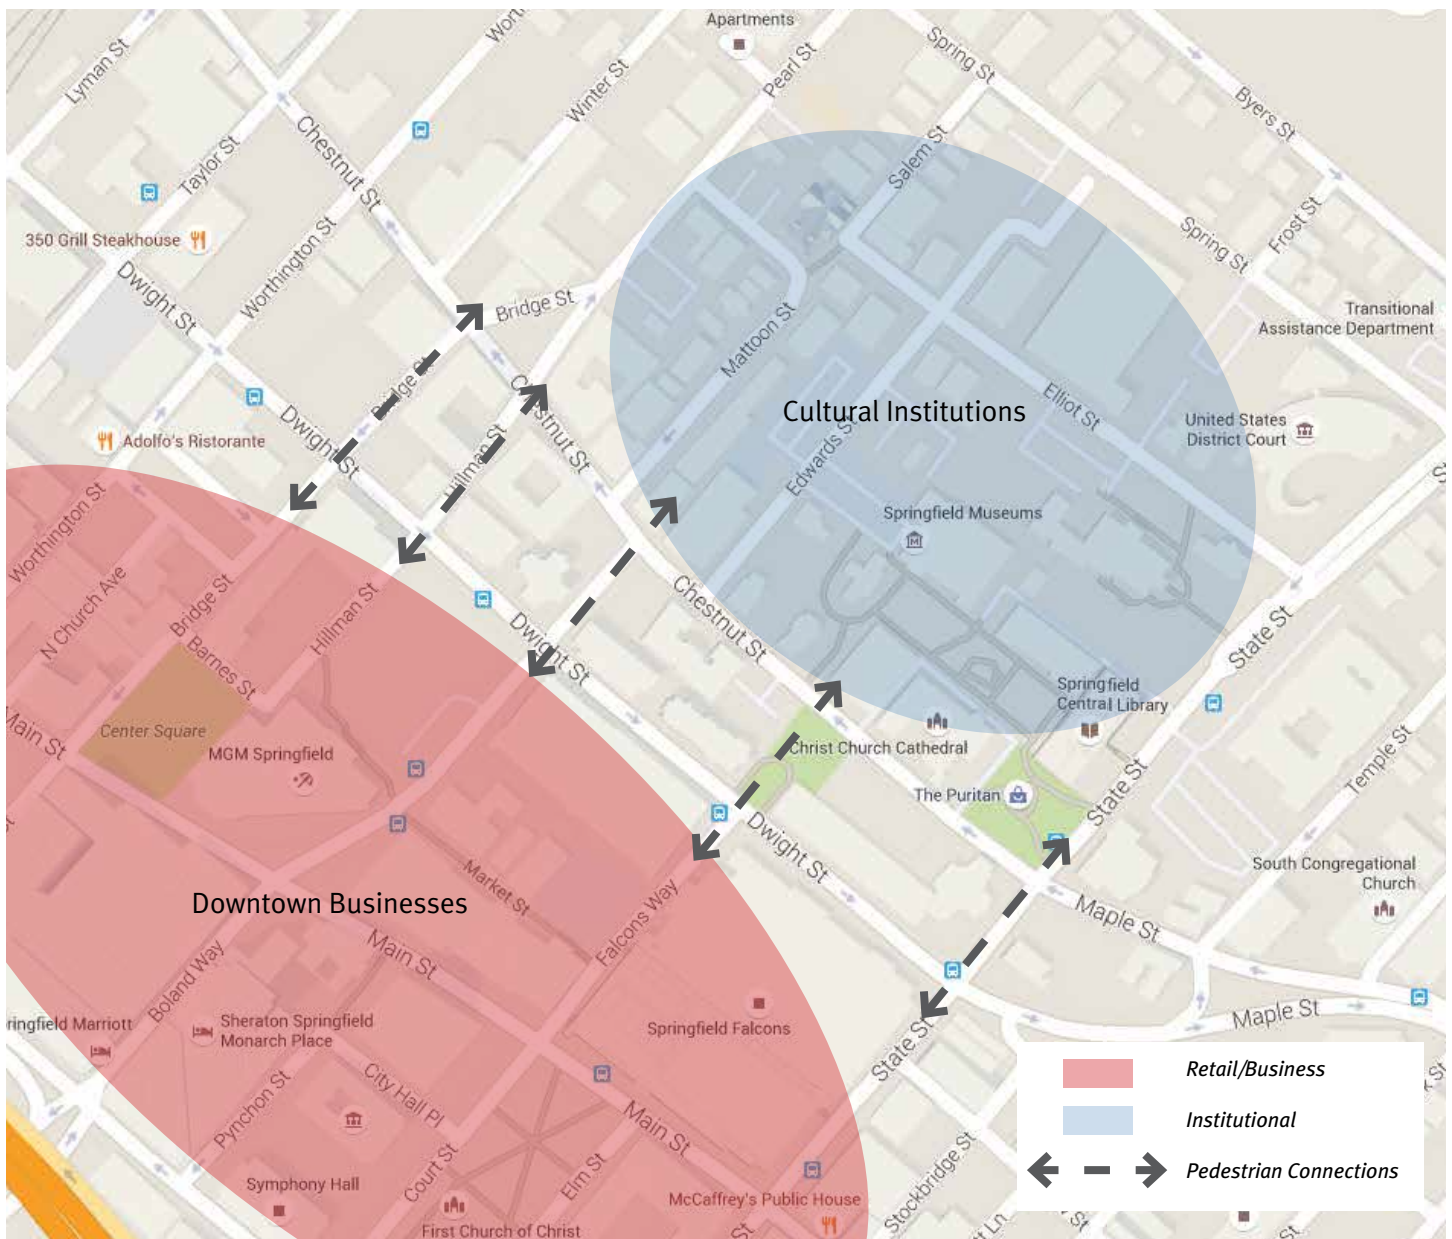 Apartments
Lyman St
Wort
Winter St
Pearl St
Spring St
Byers St
Chestnut St
Taylor St
Salem St
Frost St
Spring St
350 Grill Steakhouse
Worthington St
Dwight St
Bridge St
Mattoon St
Transitional
Assistance Department
Bridge St
Chestnut St
Elliot St
Cultural Institutions
United States
District Court
Adolfo's Ristorante
Dwight St
Hillman St
Edwards St
Springfield Museums
Worthington St
N Church Ave
Bridge St
Hillman St
Barnes St
Chestnut St
Dwight St
State St
Springfield
Central Library
Main St
Center Square
MGM Springfield
Christ Church Cathedral
The Puritan
State St
Temple St
Dwight St
South Congregational
Church
Market St
Downtown Businesses
Falcons Way
Maple St
Main St
Boland Way
ringfield Marriott
Sheraton Springfield
Monarch Place
Springfield Falcons
Maple St
State St
City Hall Pl
Pynchon St
Main St
Court St
Elm St
Stockbridge St
Symphony Hall
McCaffrey's Public House
First Church of Christ
St
Ln
St
Retail/Business
Institutional
Pedestrian Connections